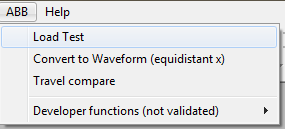 ABB Help
Load Test
Convert to Waveform (equidistant x)
Travel compare
Developer functions (not validated)